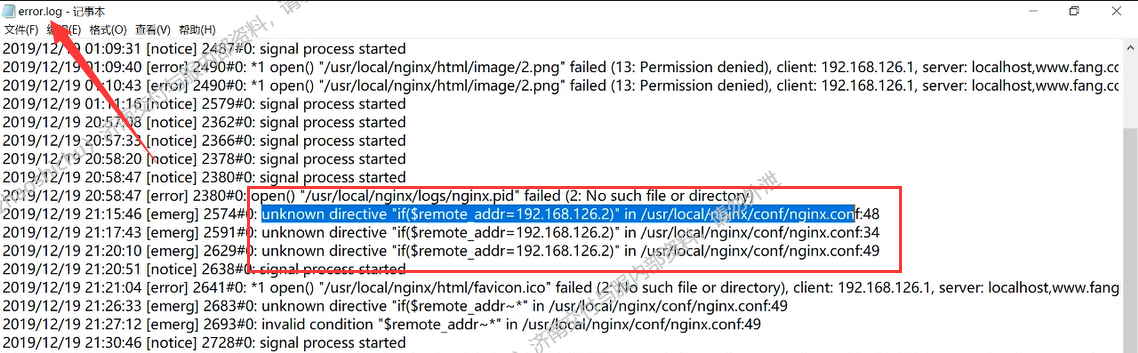 error.log - 记事本
文件(F) 编辑(E) 格式(O) 查看(V) 帮助(H)
2019/12/19 01:09:31 [notice] 2487#0: signal process started
2019/12/19 01:09:40 [error] 2490#0: *1 open() "/usr/local/nginx/html/image/2.png" failed (13: Permission denied), client: 192.168.126.1, server: localhost,www.fang.cc
2019/12/19 01:10:43 [error] 2490#0: *1 open() "/usr/local/nginx/html/image/2.png" failed (13: Permission denied), client: 192.168.126.1, server: localhost,www.fang.cc
2019/12/19 01:11:16 [notice] 2579#0: signal process started
2019/12/19 20:57:08 [notice] 2362#0: signal process started
2019/12/19 20:57:33 [notice] 2366#0: signal process started
2019/12/19 20:58:20 [notice] 2378#0: signal process started
2019/12/19 20:58:47 [notice] 2380#0: signal process started
2019/12/19 20:58:47 [error] 2380#0: open() "/usr/local/nginx/logs/nginx.pid" failed (2: No such file or directory)
2019/12/19 21:15:46 [emerg] 2574#0: unknown directive "if($remote_addr=192.168.126.2)" in /usr/local/nginx/conf/nginx.conf:48
2019/12/19 21:17:43 [emerg] 2591#0: unknown directive "if($remote_addr=192.168.126.2)" in /usr/local/nginx/conf/nginx.conf:34
2019/12/19 21:20:10 [emerg] 2629#0: unknown directive "if($remote_addr=192.168.126.2)" in /usr/local/nginx/conf/nginx.conf:49
2019/12/19 21:20:51 [notice] 2638#0: signal process started
2019/12/19 21:21:04 [error] 2641#0: *1 open() "/usr/local/nginx/html/favicon.ico" failed (2: No such file or directory), client: 192.168.126.1, server: localhost,www.fang
2019/12/19 21:26:33 [emerg] 2683#0: unknown directive "if($remote_addr~*" in /usr/local/nginx/conf/nginx.conf:49
2019/12/19 21:27:12 [emerg] 2693#0: invalid condition "$remote_addr~*" in /usr/local/nginx/conf/nginx.conf:49
2019/12/19 21:30:46 [notice] 2728#0: signal process started